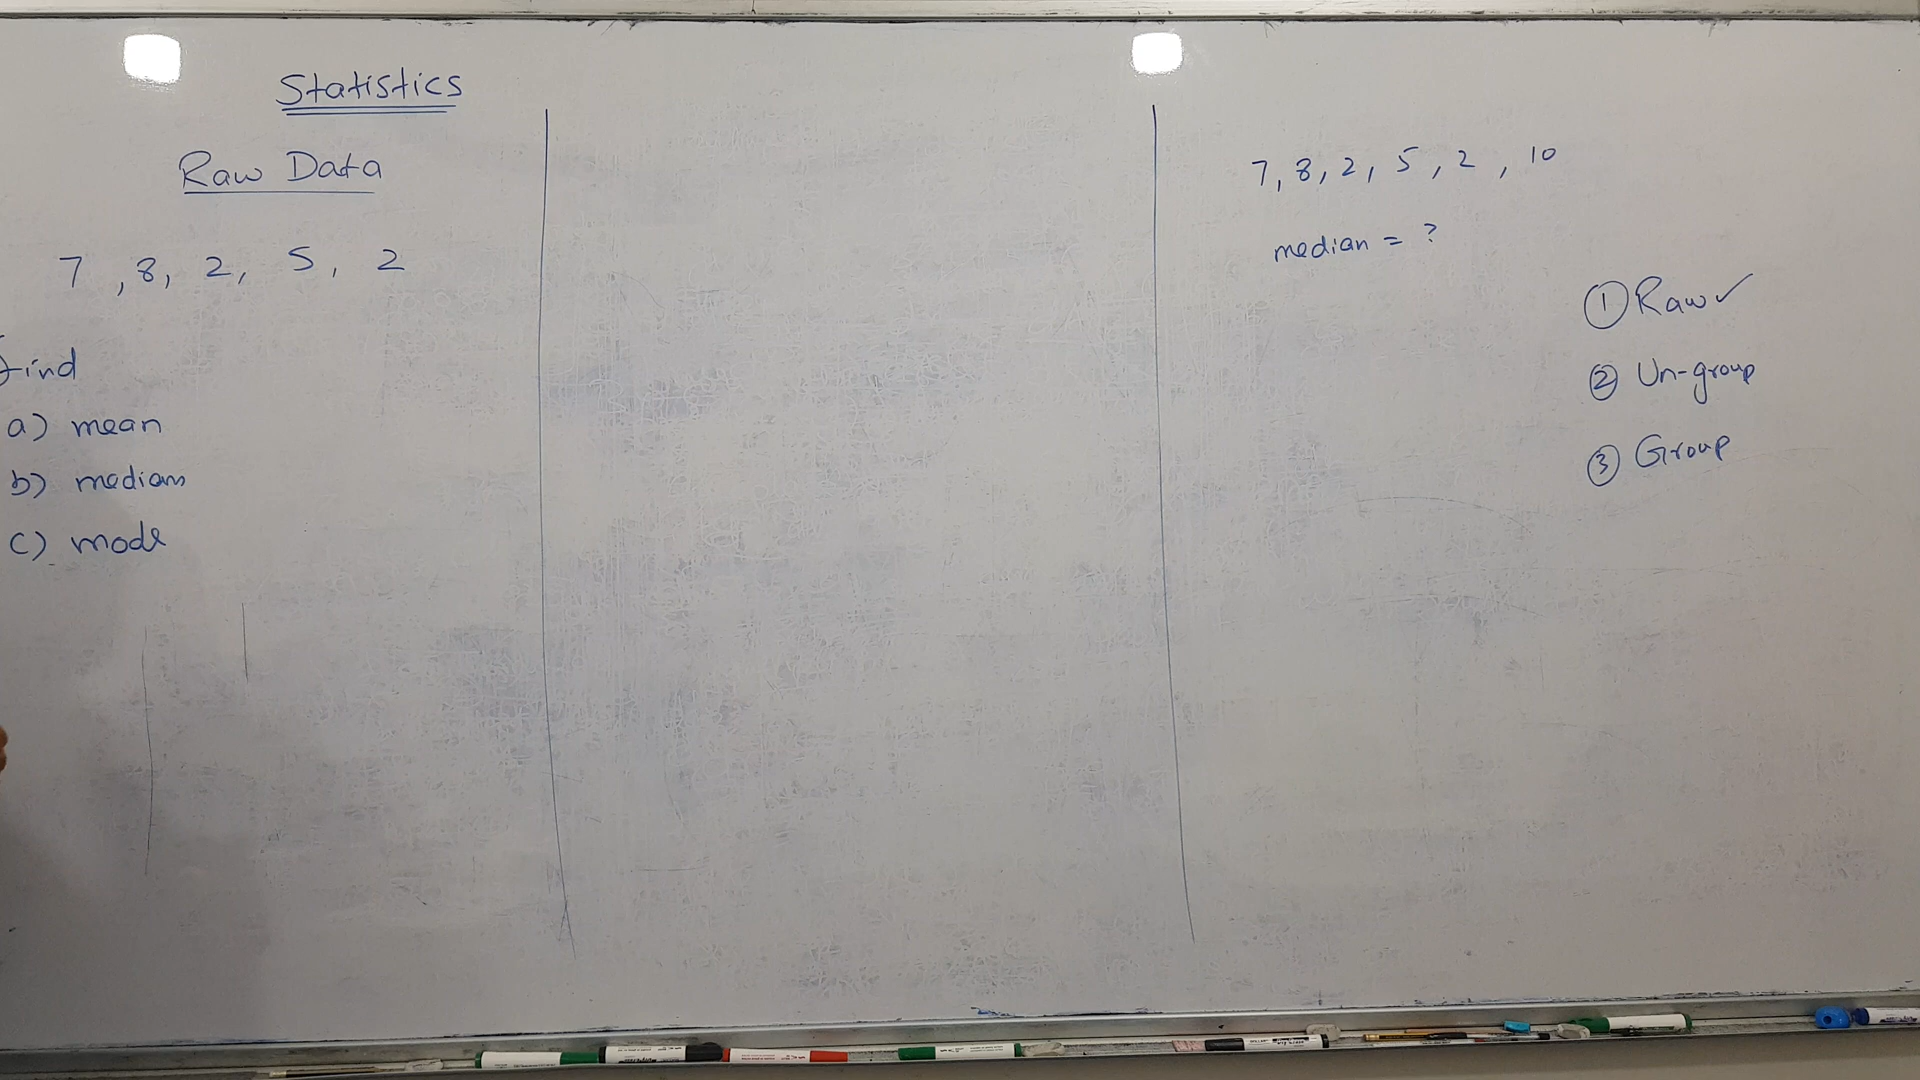 Statistics
Raw Data
7 , 8, 2, 5, 2
find
a) mean
b) median
c) mode
7, 8, 2, 5, 2, 10
median = ?
① Raw ✓
② Un-group
③ Group